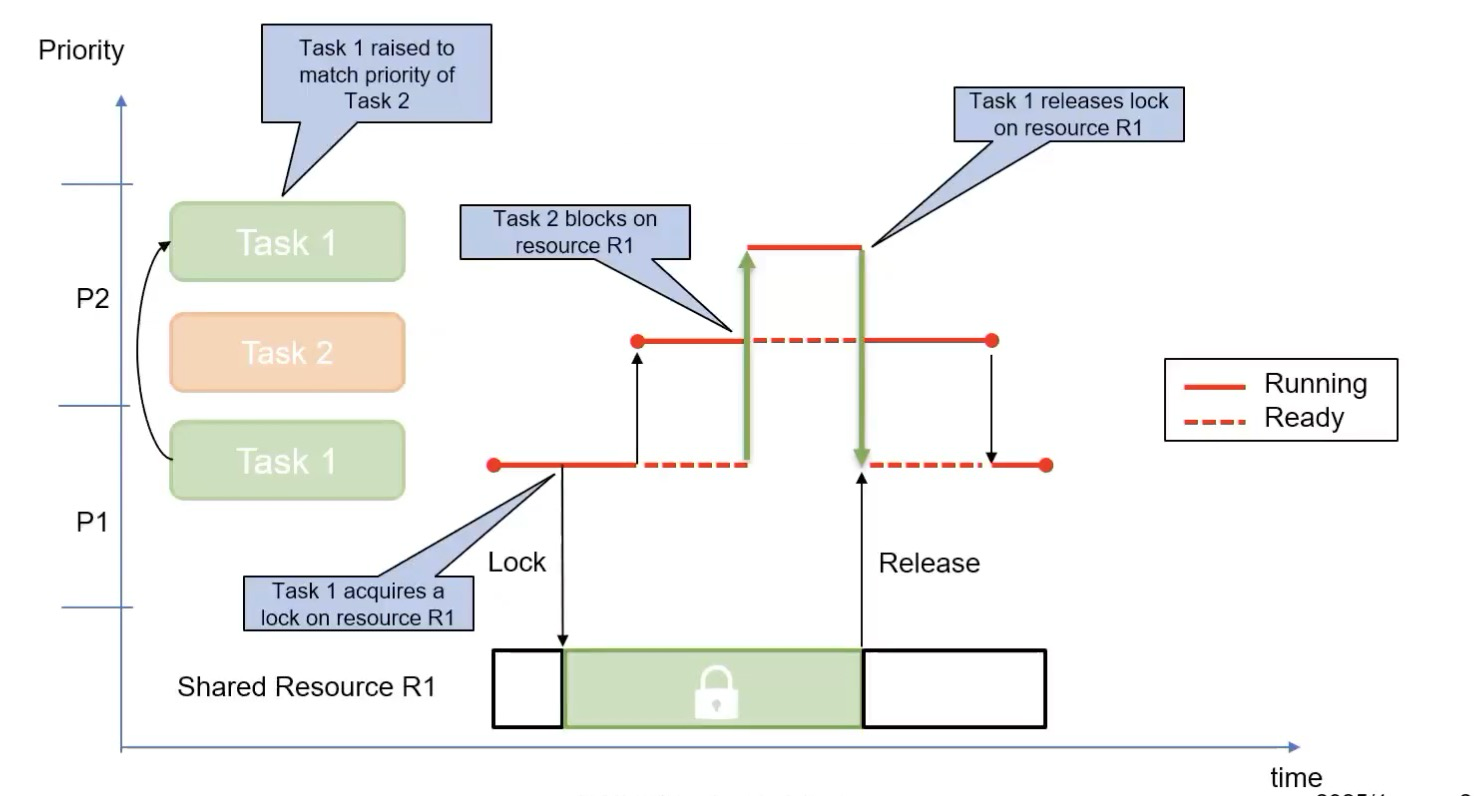 Priority
Task 1 raised to
match priority of
Task 2
Task 1 releases lock
on resource R1
Task 1
Task 2 blocks on
resource R1
P2
Task 2
Running
Ready
Task 1
P1
Lock
Release
Task 1 acquires a
lock on resource R1
Shared Resource R1
time